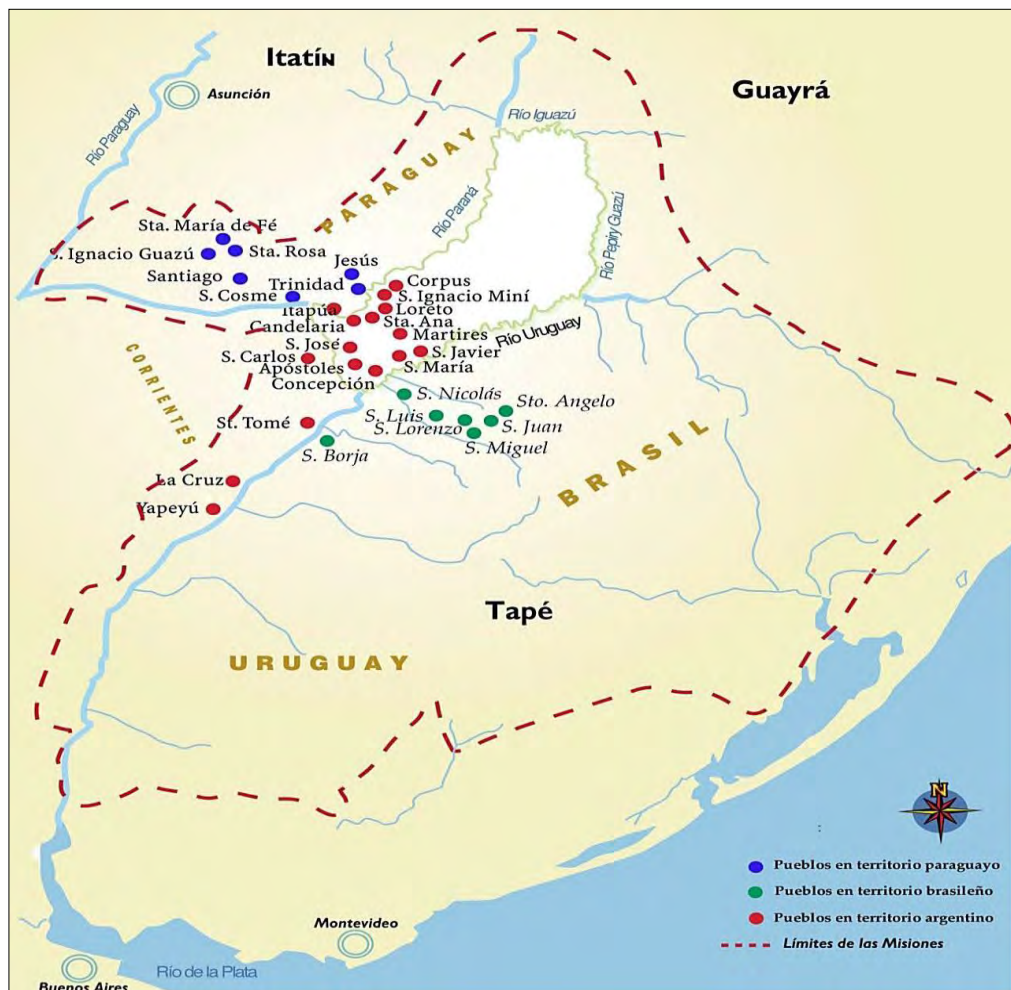 Itatín
Guayrá
Asunción
Río Paraguay
Río Iguazú
PARAGUAY
Río Paraná
Río Pepiry Guazú
Sta. María de Fé
S. Ignacio Guazú
Sta. Rosa
Jesús
Santiago
Trinidad
Corpus
S. Cosme
S. Ignacio Miní
Itapúa
Loreto
Candelaria
Sta. Ana
Río Uruguay
Martires
S. José
S. Javier
S. Carlos
Apóstoles
S. María
Concepción
CORRIENTES
S. Nicolás
Sto. Angelo
S. Luis
St. Tomé
S. Lorenzo
S. Juan
S. Miguel
S. Borja
BRASIL
La Cruz
Yapeyú
Tapé
URUGUAY
N
Pueblos en territorio paraguayo
Pueblos en territorio brasileño
Pueblos en territorio argentino
Límites de las Misiones
Montevideo
Río de la Plata
Buenos Aires